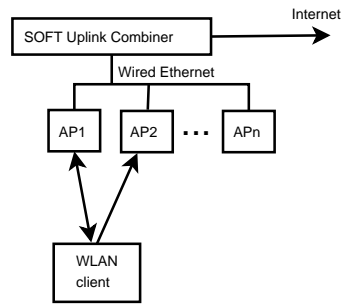 Internet
SOFT Uplink Combiner
Wired Ethernet
AP1
AP2
...
APn
WLAN
client